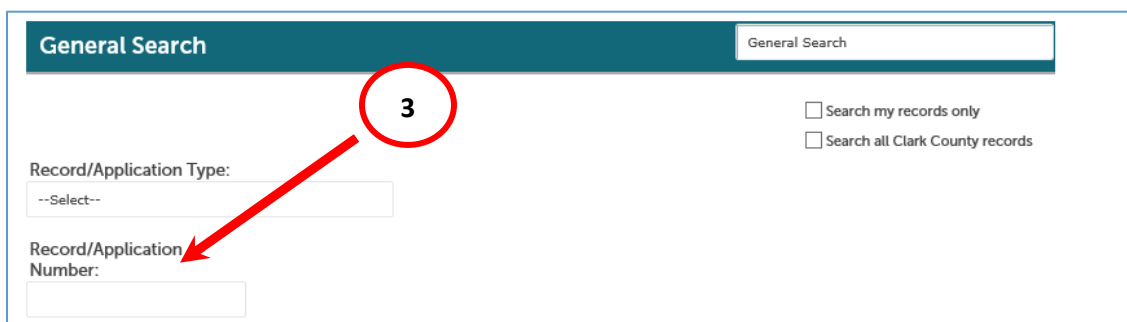 General Search
General Search
3
Search my records only
Search all Clark County records
Record/Application Type:
--Select--
Record/Application
Number: